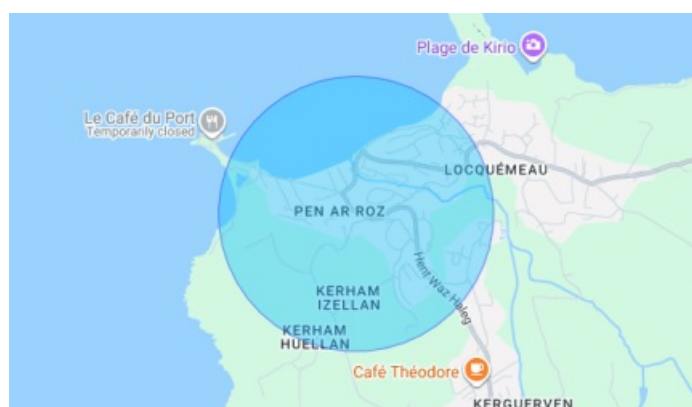 Plage de Kirio
Le Café du Port
Temporarily closed
LOCQUÉMEAU
PEN AR ROZ
Hent Waz Haleg
KERHAM
IZELLAN
KERHAM
HUELLAN
Café Théodore
KERGUERVEN